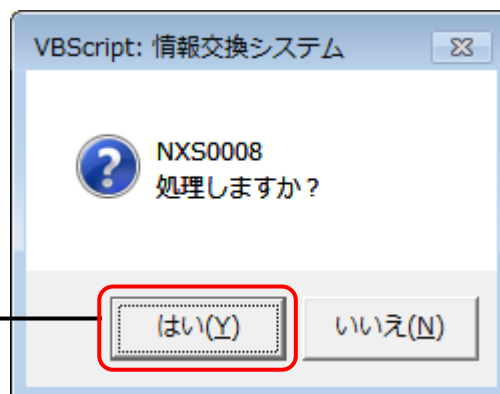 VBScript: 情報交換システム
NXS0008
処理しますか？
はい(Y)
いいえ(N)